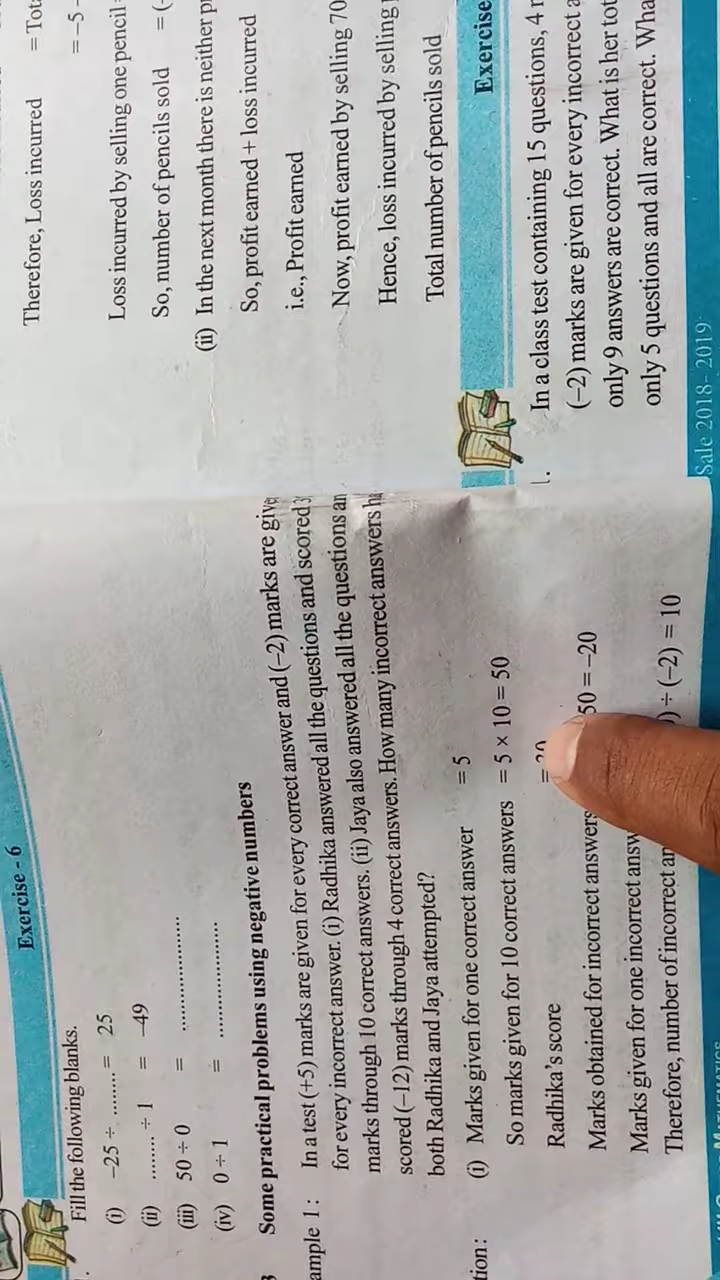 Exercise - 6
Fill the following blanks.
(i) -25 ÷ ......... = 25
(ii) ......... ÷ 1 = -49
(iii) 50 ÷ 0 = ....................
(iv) 0 ÷ 1 = ....................
Some practical problems using negative numbers
ample 1 : In a test (+5) marks are given for every correct answer and (-2) marks are give
for every incorrect answer. (i) Radhika answered all the questions and scored 3
marks through 10 correct answers. (ii) Jaya also answered all the questions an
scored (-12) marks through 4 correct answers. How many incorrect answers ha
both Radhika and Jaya attempted?
tion : (i) Marks given for one correct answer = 5
So marks given for 10 correct answers = 5 × 10 = 50
Radhika's score =
Marks obtained for incorrect answers 50 = -20
Marks given for one incorrect answ
Therefore, number of incorrect an ) ÷ (-2) = 10
Therefore, Loss incurred = Tota
= -5 -
Loss incurred by selling one pencil =
So, number of pencils sold = (-
(ii) In the next month there is neither pr
So, profit earned + loss incurred
i.e., Profit earned
Now, profit earned by selling 70
Hence, loss incurred by selling
Total number of pencils sold
Exercise
1. In a class test containing 15 questions, 4 r
(-2) marks are given for every incorrect a
only 9 answers are correct. What is her tot
only 5 questions and all are correct. Wha
Sale 2018- 2019